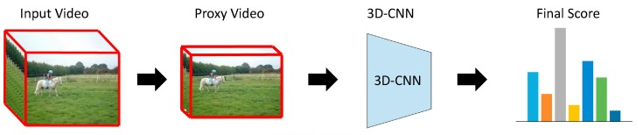 Input Video
Proxy Video
3D-CNN
Final Score
3D-CNN